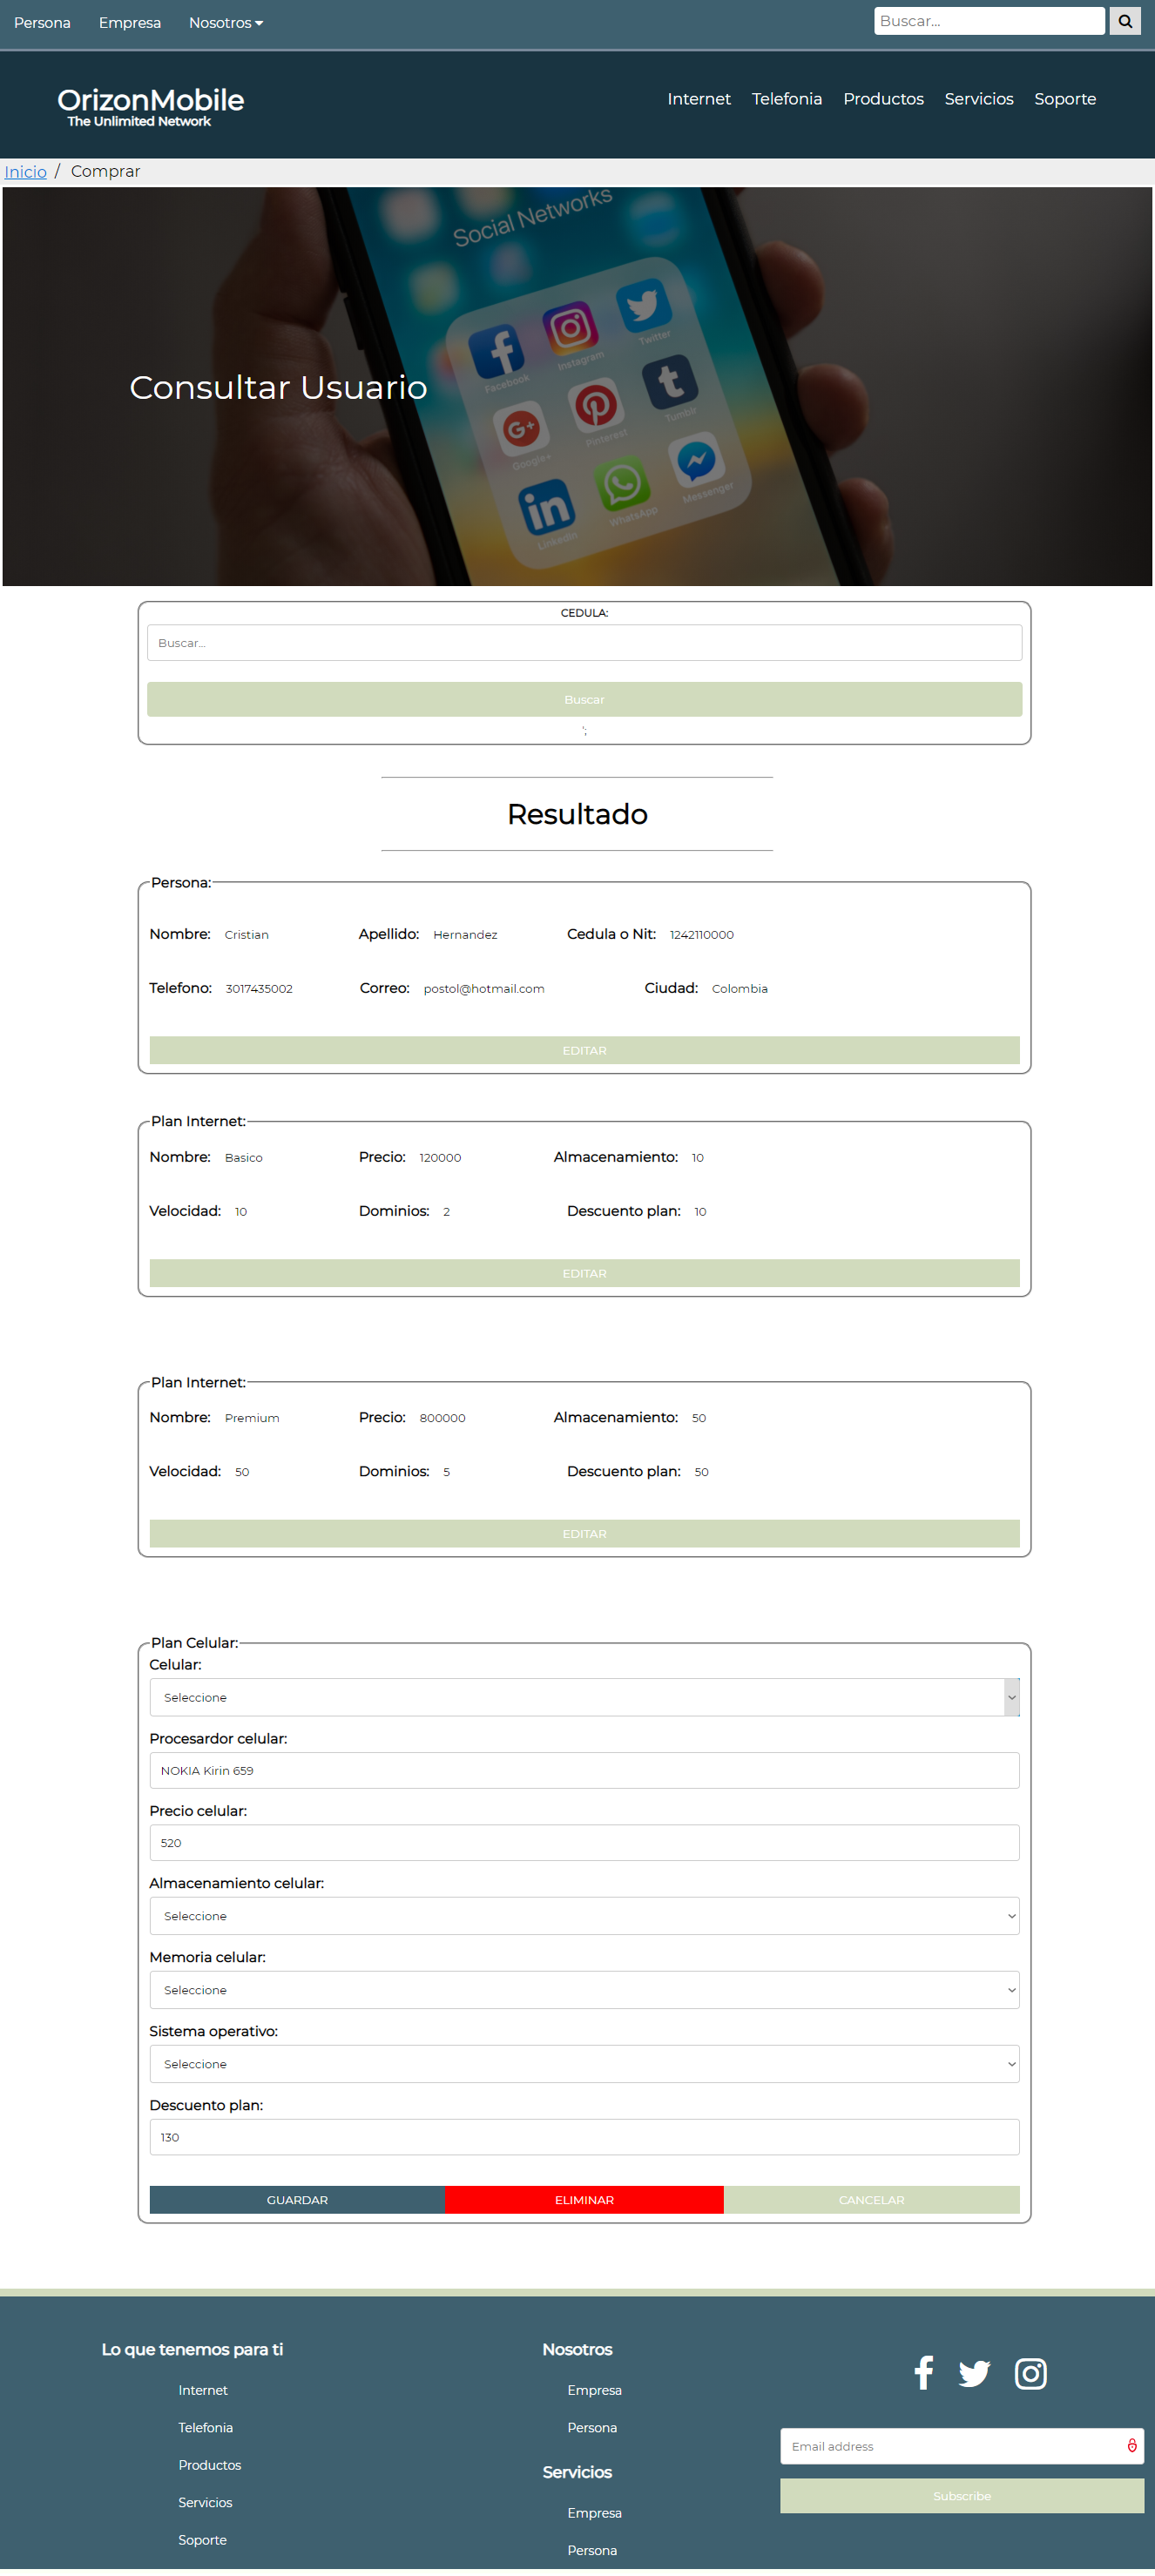 Persona Empresa Nosotros
Buscar...
OrizonMobile
The Unlimited Network
Internet Telefonia Productos Servicios Soporte
Inicio / Comprar
Social Networks
Facebook Instagram Twitter
Google+ Pinterest Tumblr
LinkedIn WhatsApp Messenger
Consultar Usuario
CEDULA:
Buscar...
Buscar
';
Resultado
Persona:
Nombre: Cristian Apellido: Hernandez Cedula o Nit: 1242110000
Telefono: 3017435002 Correo: postol@hotmail.com Ciudad: Colombia
EDITAR
Plan Internet:
Nombre: Basico Precio: 120000 Almacenamiento: 10
Velocidad: 10 Dominios: 2 Descuento plan: 10
EDITAR
Plan Internet:
Nombre: Premium Precio: 800000 Almacenamiento: 50
Velocidad: 50 Dominios: 5 Descuento plan: 50
EDITAR
Plan Celular:
Celular:
Seleccione
Procesardor celular:
NOKIA Kirin 659
Precio celular:
520
Almacenamiento celular:
Seleccione
Memoria celular:
Seleccione
Sistema operativo:
Seleccione
Descuento plan:
130
GUARDAR ELIMINAR CANCELAR
Lo que tenemos para ti
Internet
Telefonia
Productos
Servicios
Soporte
Nosotros
Empresa
Persona
Servicios
Empresa
Persona
Email address
Subscribe